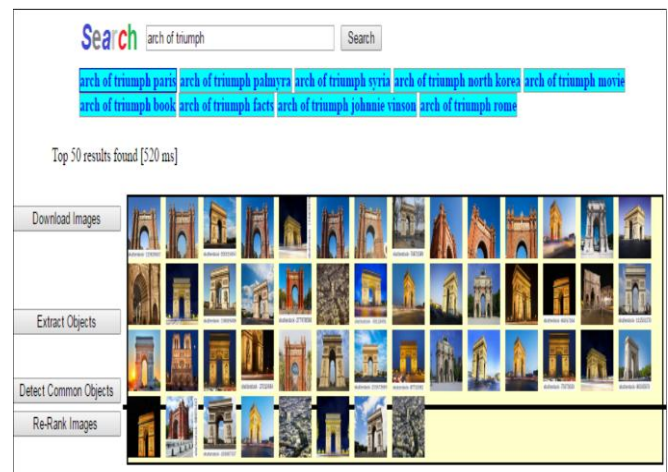 Search arch of triumph Search
arch of triumph paris arch of triumph palmyra arch of triumph syria arch of triumph north korea arch of triumph movie
arch of triumph book arch of triumph facts arch of triumph johnnie vinson arch of triumph rome
Top 50 results found [520 ms]
Download Images
Extract Objects
Detect Common Objects
Re-Rank Images